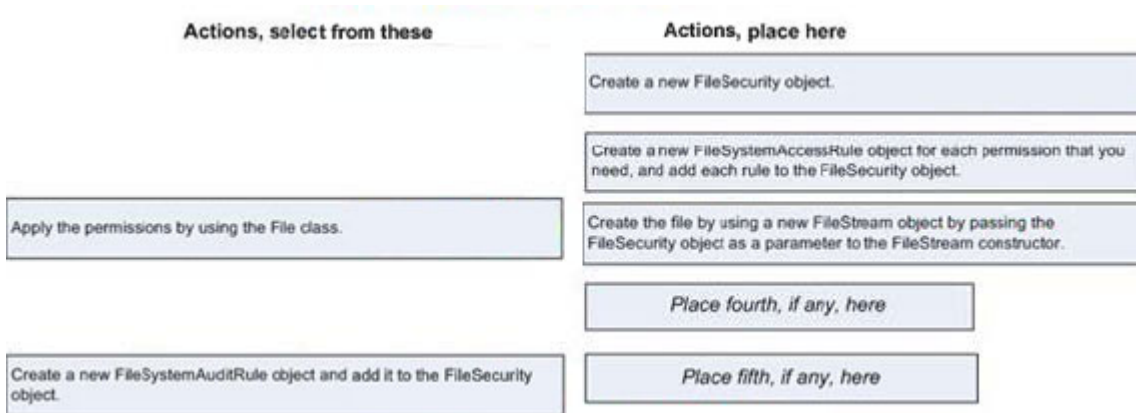 Actions, select from these
Actions, place here
Create a new FileSecurity object.
Create a new FileSystemAccessRule object for each permission that you
need, and add each rule to the FileSecurity object.
Apply the permissions by using the File class.
Create the file by using a new FileStream object by passing the
FileSecurity object as a parameter to the FileStream constructor.
Place fourth, if any, here
Create a new FileSystemAuditRule object and add it to the FileSecurity
object.
Place fifth, if any, here